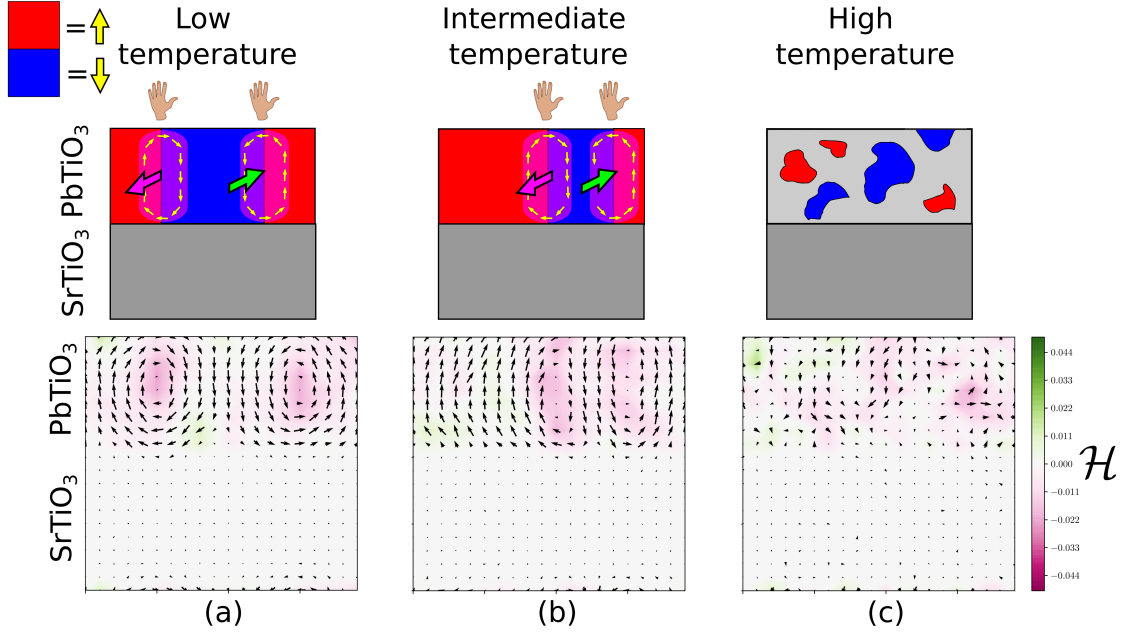 =
=
Low
temperature
Intermediate
temperature
High
temperature
PbTiO₃
SrTiO₃
PbTiO₃
SrTiO₃
0.044
0.033
0.022
0.011
0.000
−0.011
−0.022
−0.033
−0.044
ℋ
(a)
(b)
(c)